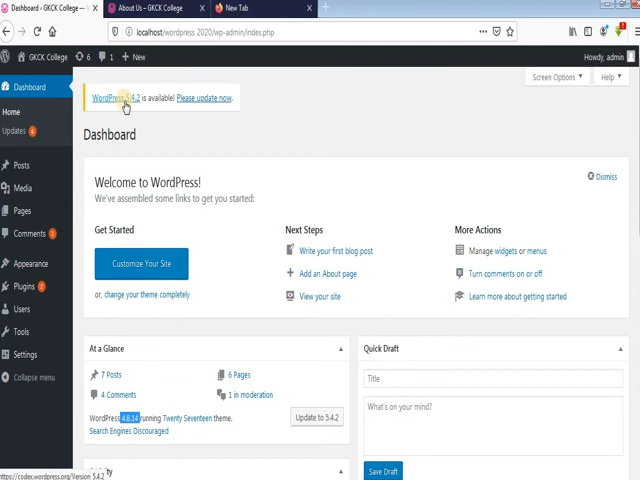 Dashboard ‹ GKCK College —
About Us – GKCK College
New Tab
localhost/wordpress 2020/wp-admin/index.php
GKCK College 6 1 New
Howdy, admin
Dashboard
Home
Updates 6
Posts
Media
Pages
Comments 1
Appearance
Plugins 2
Users
Tools
Settings
Collapse menu
Screen Options
Help
WordPress 5.4.2 is available! Please update now.
Dashboard
Welcome to WordPress!
We've assembled some links to get you started:
Dismiss
Get Started
Customize Your Site
or, change your theme completely
Next Steps
Write your first blog post
Add an About page
View your site
More Actions
Manage widgets or menus
Turn comments on or off
Learn more about getting started
At a Glance
7 Posts
6 Pages
4 Comments
1 in moderation
WordPress 4.8.14 running Twenty Seventeen theme.
Update to 5.4.2
Search Engines Discouraged
Quick Draft
Title
What's on your mind?
Save Draft
https://codex.wordpress.org/Version 5.4.2